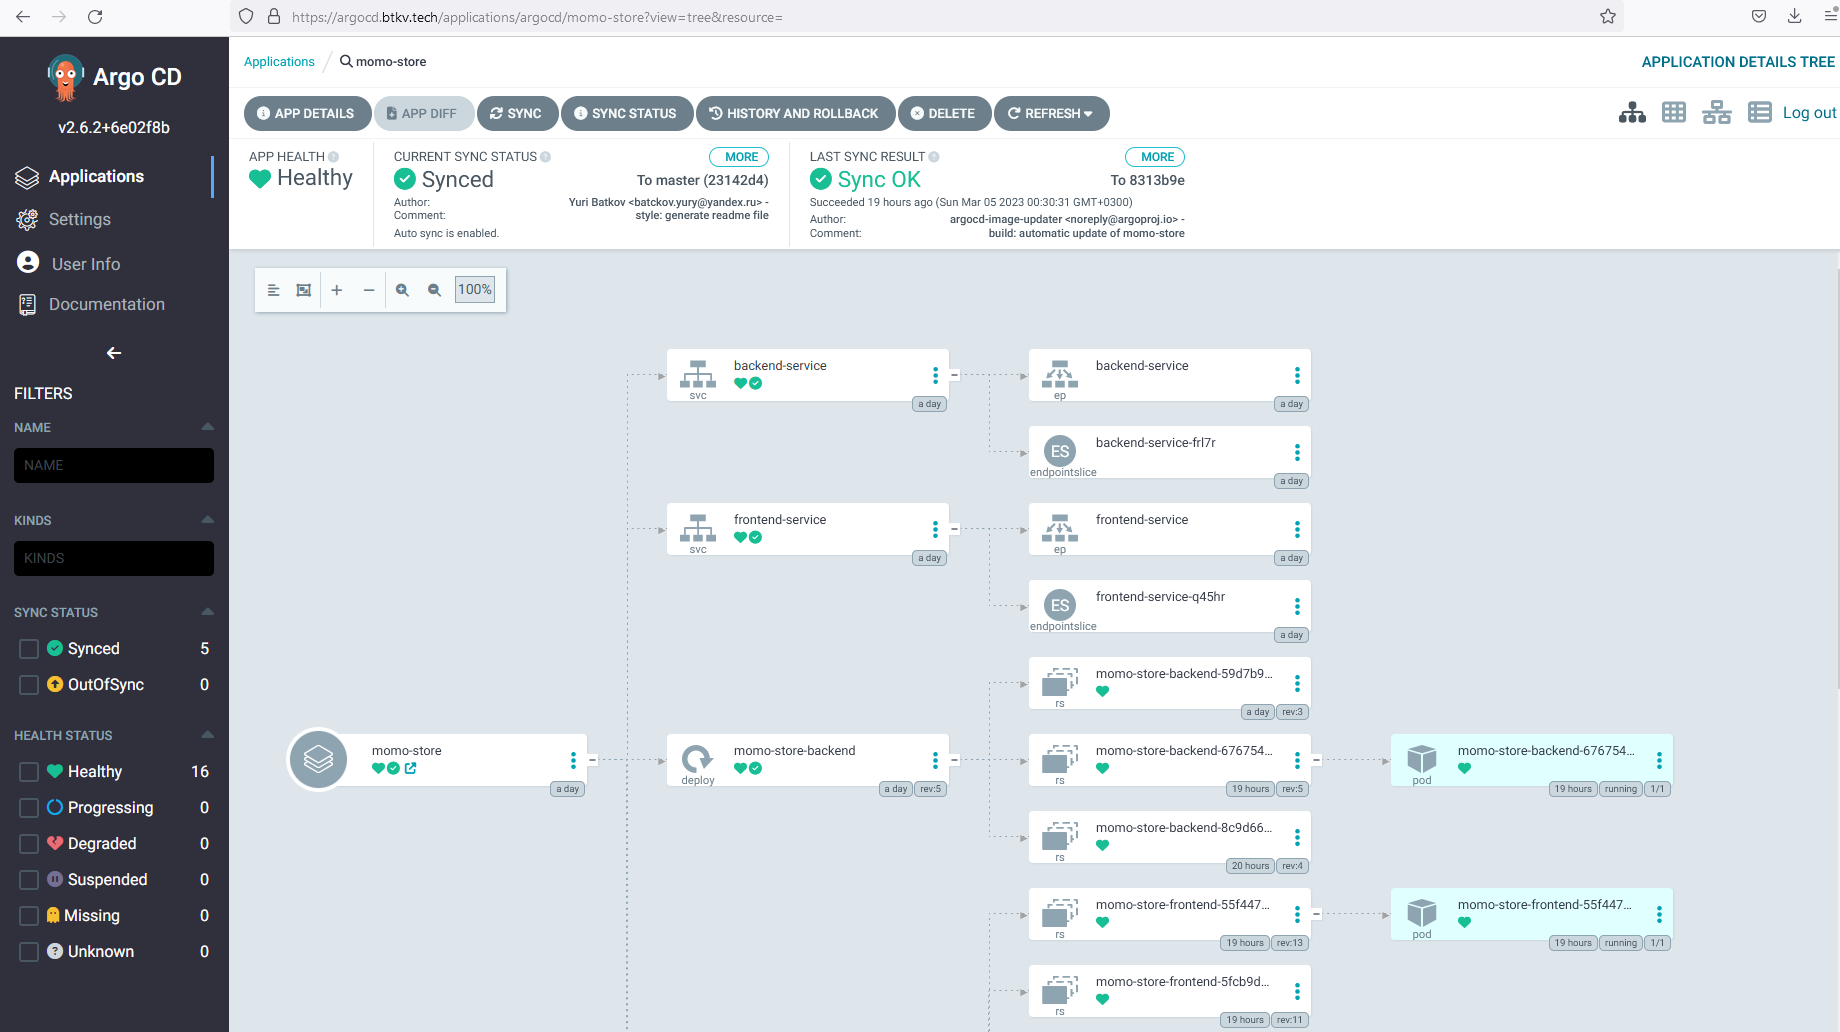 https://argocd.btkv.tech/applications/argocd/momo-store?view=tree&resource=
Argo CD
v2.6.2+6e02f8b
Applications
Settings
User Info
Documentation
FILTERS
NAME
NAME
KINDS
KINDS
SYNC STATUS
Synced 5
OutOfSync 0
HEALTH STATUS
Healthy 16
Progressing 0
Degraded 0
Suspended 0
Missing 0
Unknown 0
Applications / momo-store
APPLICATION DETAILS TREE
APP DETAILS
APP DIFF
SYNC
SYNC STATUS
HISTORY AND ROLLBACK
DELETE
REFRESH
Log out
APP HEALTH
Healthy
CURRENT SYNC STATUS
MORE
Synced
To master (23142d4)
Author: Yuri Batkov <batckov.yury@yandex.ru> -
Comment: style: generate readme file
Auto sync is enabled.
LAST SYNC RESULT
MORE
Sync OK
To 8313b9e
Succeeded 19 hours ago (Sun Mar 05 2023 00:30:31 GMT+0300)
Author: argocd-image-updater <noreply@argoproj.io> -
Comment: build: automatic update of momo-store
100%
momo-store
a day
backend-service
svc
a day
backend-service
ep
a day
backend-service-frl7r
ES
endpointslice
a day
frontend-service
svc
a day
frontend-service
ep
a day
frontend-service-q45hr
ES
endpointslice
a day
momo-store-backend
deploy
a day rev:5
momo-store-backend-59d7b9...
rs
a day rev:3
momo-store-backend-676754...
rs
19 hours rev:5
momo-store-backend-676754...
pod
19 hours running 1/1
momo-store-backend-8c9d66...
rs
20 hours rev:4
momo-store-frontend-55f447...
rs
19 hours rev:13
momo-store-frontend-55f447...
pod
19 hours running 1/1
momo-store-frontend-5fcb9d...
rs
19 hours rev:11